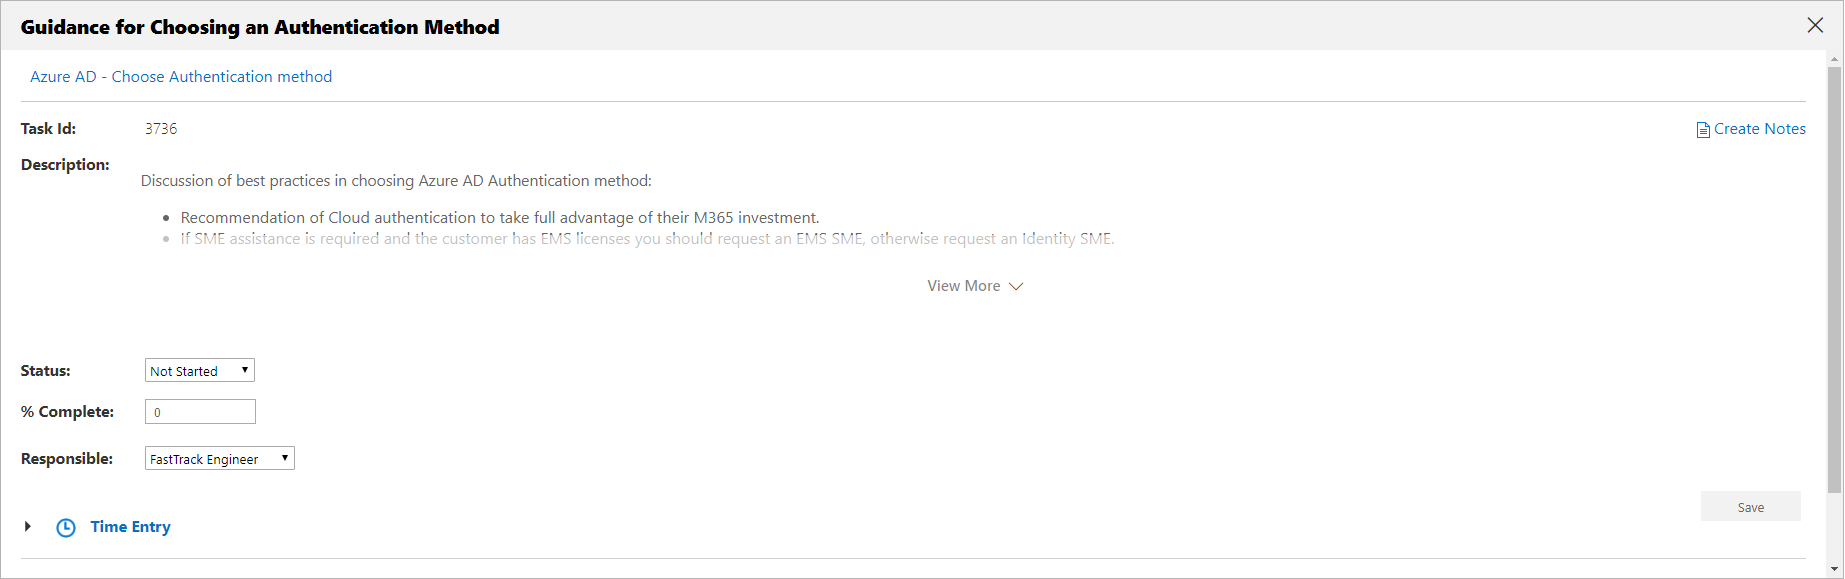 Guidance for Choosing an Authentication Method
Azure AD - Choose Authentication method
Task Id: 3736 Create Notes
Description:
Discussion of best practices in choosing Azure AD Authentication method:
• Recommendation of Cloud authentication to take full advantage of their M365 investment.
• If SME assistance is required and the customer has EMS licenses you should request an EMS SME, otherwise request an Identity SME.
View More
Status: Not Started
% Complete: 0
Responsible: FastTrack Engineer
Save
Time Entry